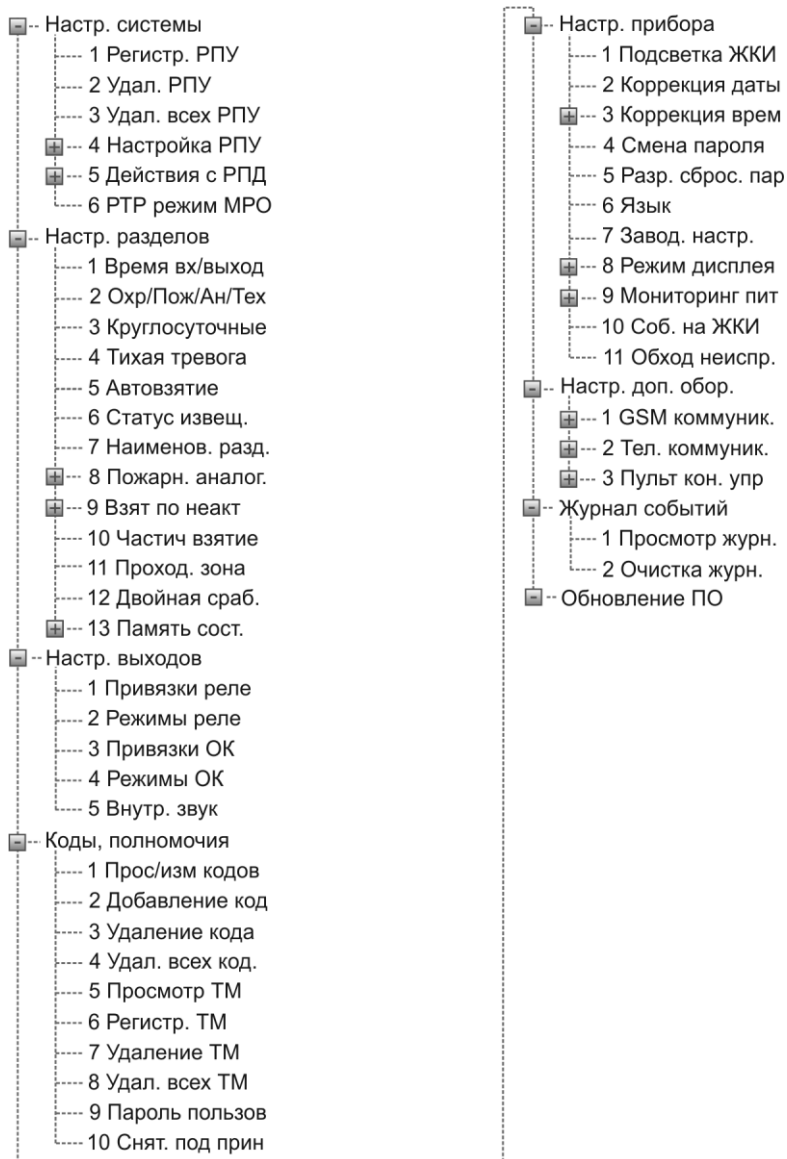 Настр. системы
1 Регистр. РПУ
2 Удал. РПУ
3 Удал. всех РПУ
4 Настройка РПУ
5 Действия с РПД
6 РТР режим МРО
Настр. разделов
1 Время вх/выход
2 Охр/Пож/Ан/Тех
3 Круглосуточные
4 Тихая тревога
5 Автовзятие
6 Статус извещ.
7 Наименов. разд.
8 Пожарн. аналог.
9 Взят по неакт
10 Частич взятие
11 Проход. зона
12 Двойная сраб.
13 Память сост.
Настр. выходов
1 Привязки реле
2 Режимы реле
3 Привязки ОК
4 Режимы ОК
5 Внутр. звук
Коды, полномочия
1 Прос/изм кодов
2 Добавление код
3 Удаление кода
4 Удал. всех код.
5 Просмотр ТМ
6 Регистр. ТМ
7 Удаление ТМ
8 Удал. всех ТМ
9 Пароль пользов
10 Снят. под прин
Настр. прибора
1 Подсветка ЖКИ
2 Коррекция даты
3 Коррекция врем
4 Смена пароля
5 Разр. сброс. пар
6 Язык
7 Завод. настр.
8 Режим дисплея
9 Мониторинг пит
10 Соб. на ЖКИ
11 Обход неиспр.
Настр. доп. обор.
1 GSM коммуник.
2 Тел. коммуник.
3 Пульт кон. упр
Журнал событий
1 Просмотр журн.
2 Очистка журн.
Обновление ПО